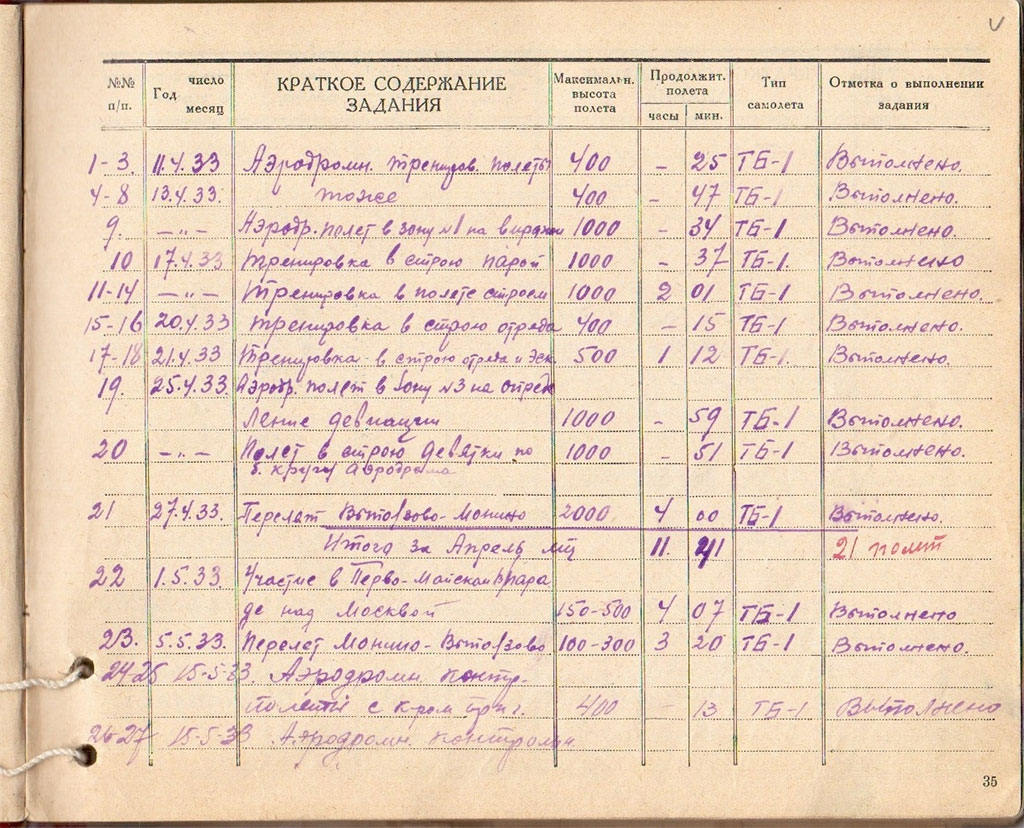 V
№№ п/п. Год число месяц КРАТКОЕ СОДЕРЖАНИЕ ЗАДАНИЯ Максимальн. высота полета Продолжит. полета часы мин. Тип самолета Отметка о выполнении задания
1-3. 11.4.33 Аэродромн. тренировк. полеты 400 - 25 ТБ-1 Выполнено.
4-8 13.4.33. тоже 400 - 47 ТБ-1 Выполнено.
9. —"— Аэродр. полет в зону №1 на виражи 1000 - 34 ТБ-1 Выполнено.
10 17.4.33 тренировка в строю парой 1000 - 37 ТБ-1. Выполнено
11-14 —"— Тренировка в полете строем 1000 2 01 ТБ-1 Выполнено.
15-16 20.4.33 тренировка в строю отряда 400 - 15 ТБ-1 Выполнено.
17-18 21.4.33 Тренировка в строю отряда и Эск. 500 1 12 ТБ-1. Выполнено.
19. 25.4.33. Аэродр. полет в зону №3 на опреде
ление девиации 1000 - 59 ТБ-1 Выполнено.
20 —"— Полет в строю девятки по 1000 - 51 ТБ-1 Выполнено.
б. кругу аэродрома
21 27.4.33. Перелет Выползово-Монино 2000 4 00 ТБ-1 Выполнено.
Итого за Апрель м-ц 11 41 21 полет
22 1.5.33. Участие в Перво-Майском пара
де над Москвой 150-500 4 07 ТБ-1 Выполнено
23. 5.5.33. Перелет Монино-Выползово. 100-300 3 20 ТБ-1 Выполнено.
24-25 15-5-33. Аэродромн. контр.
полеты с 400 - 13 ТБ-1 Выполнено
26-27 15-5-33 Аэродромн.
35